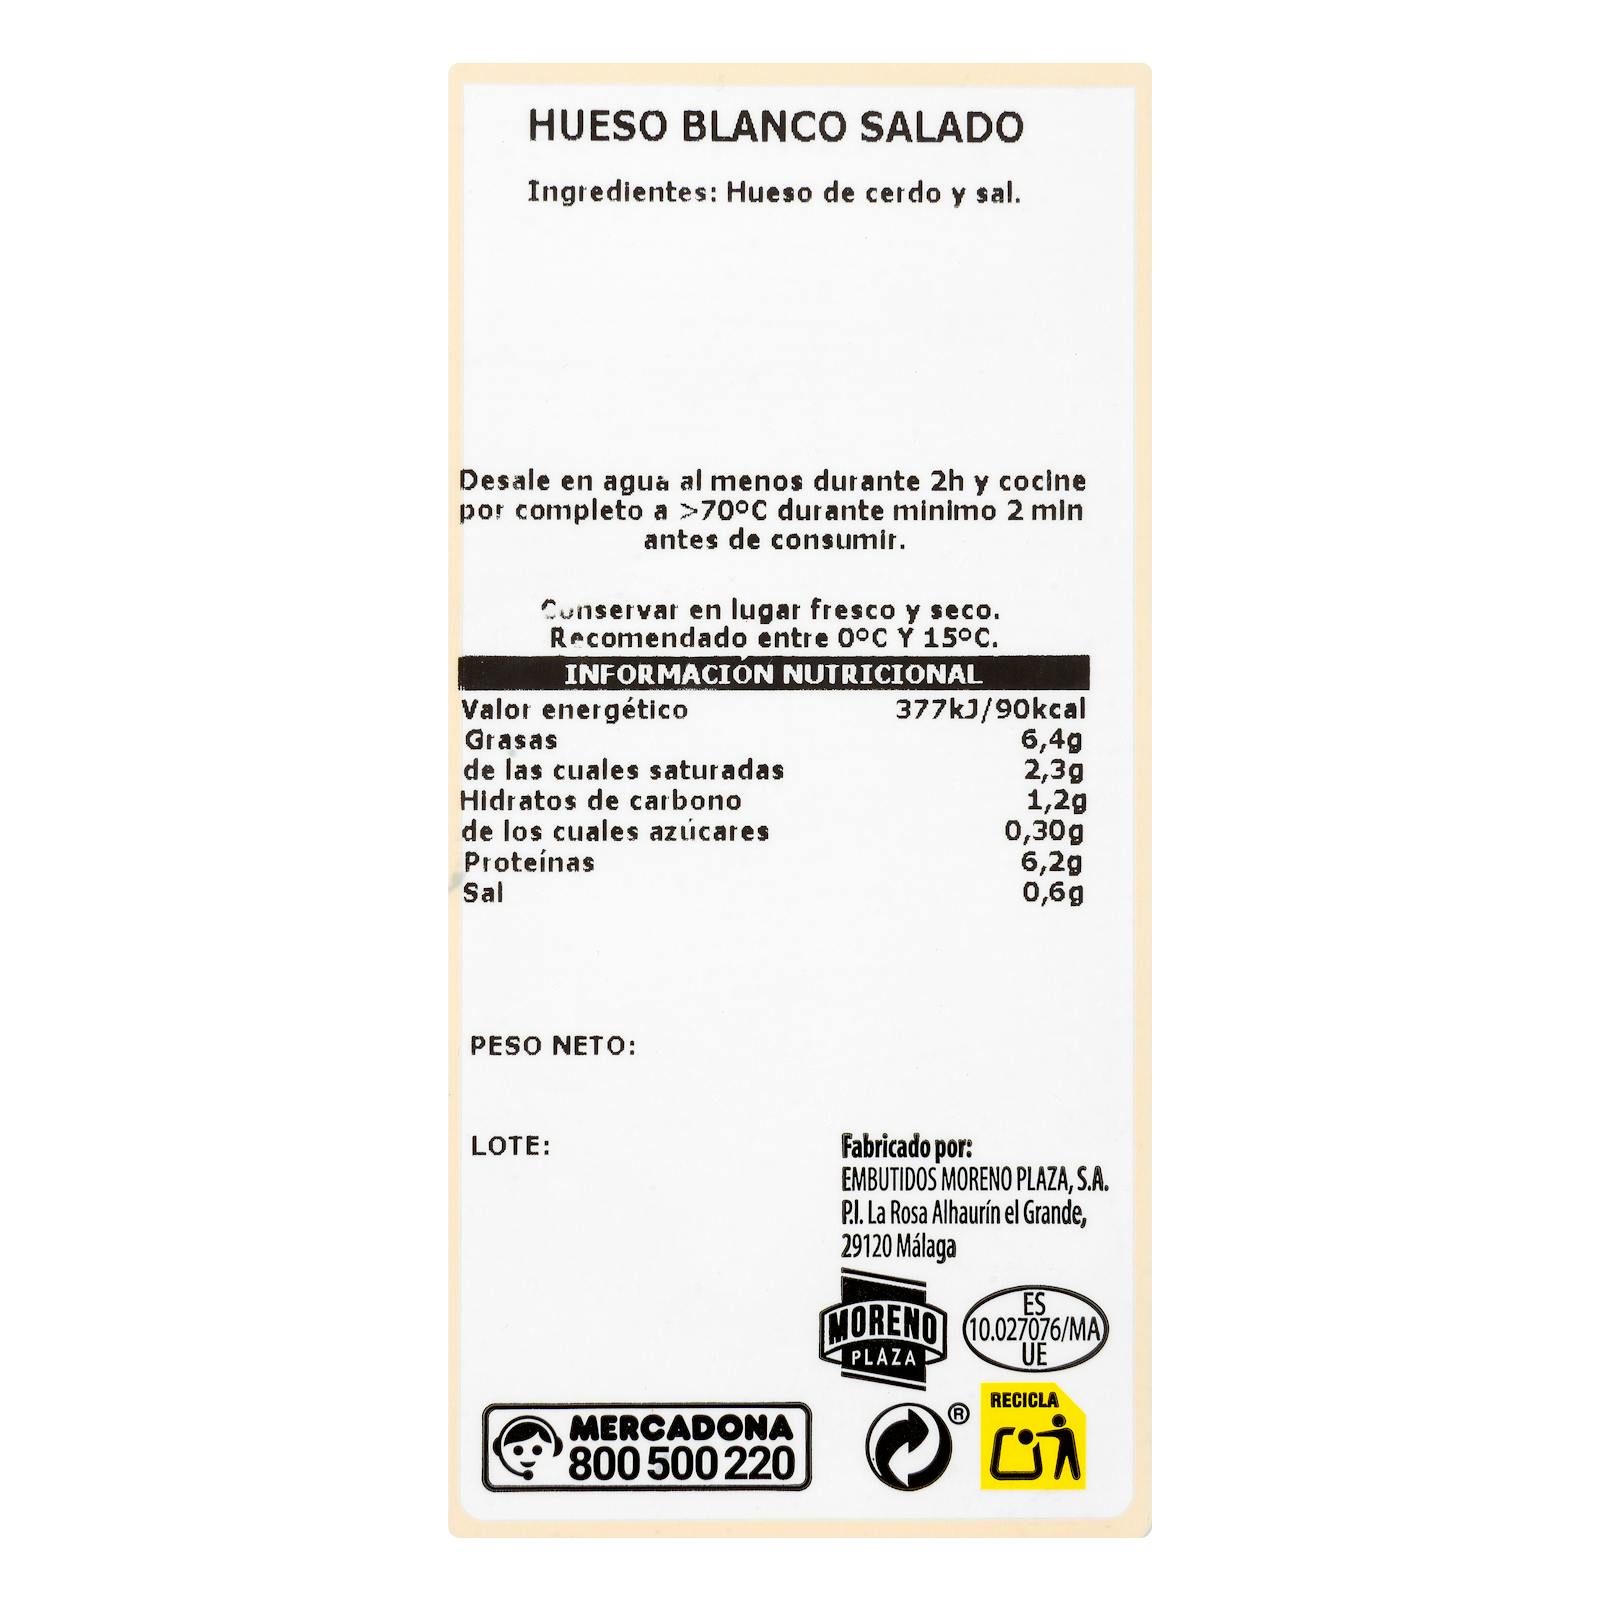 HUESO BLANCO SALADO
Ingredientes: Hueso de cerdo y sal.
Desale en agua al menos durante 2h y cocine
por completo a >70ºC durante minimo 2 min
antes de consumir.
Conservar en lugar fresco y seco.
Recomendado entre 0ºC Y 15ºC.
INFORMACIÓN NUTRICIONAL
Valor energético 377kJ/90kcal
Grasas 6,4g
de las cuales saturadas 2,3g
Hidratos de carbono 1,2g
de los cuales azúcares 0,30g
Proteínas 6,2g
Sal 0,6g
PESO NETO:
LOTE:
Fabricado por:
EMBUTIDOS MORENO PLAZA, S.A.
P.I. La Rosa Alhaurín el Grande,
29120 Málaga
MORENO
PLAZA
ES
10.027076/MA
UE
MERCADONA
800 500 220
®
RECICLA